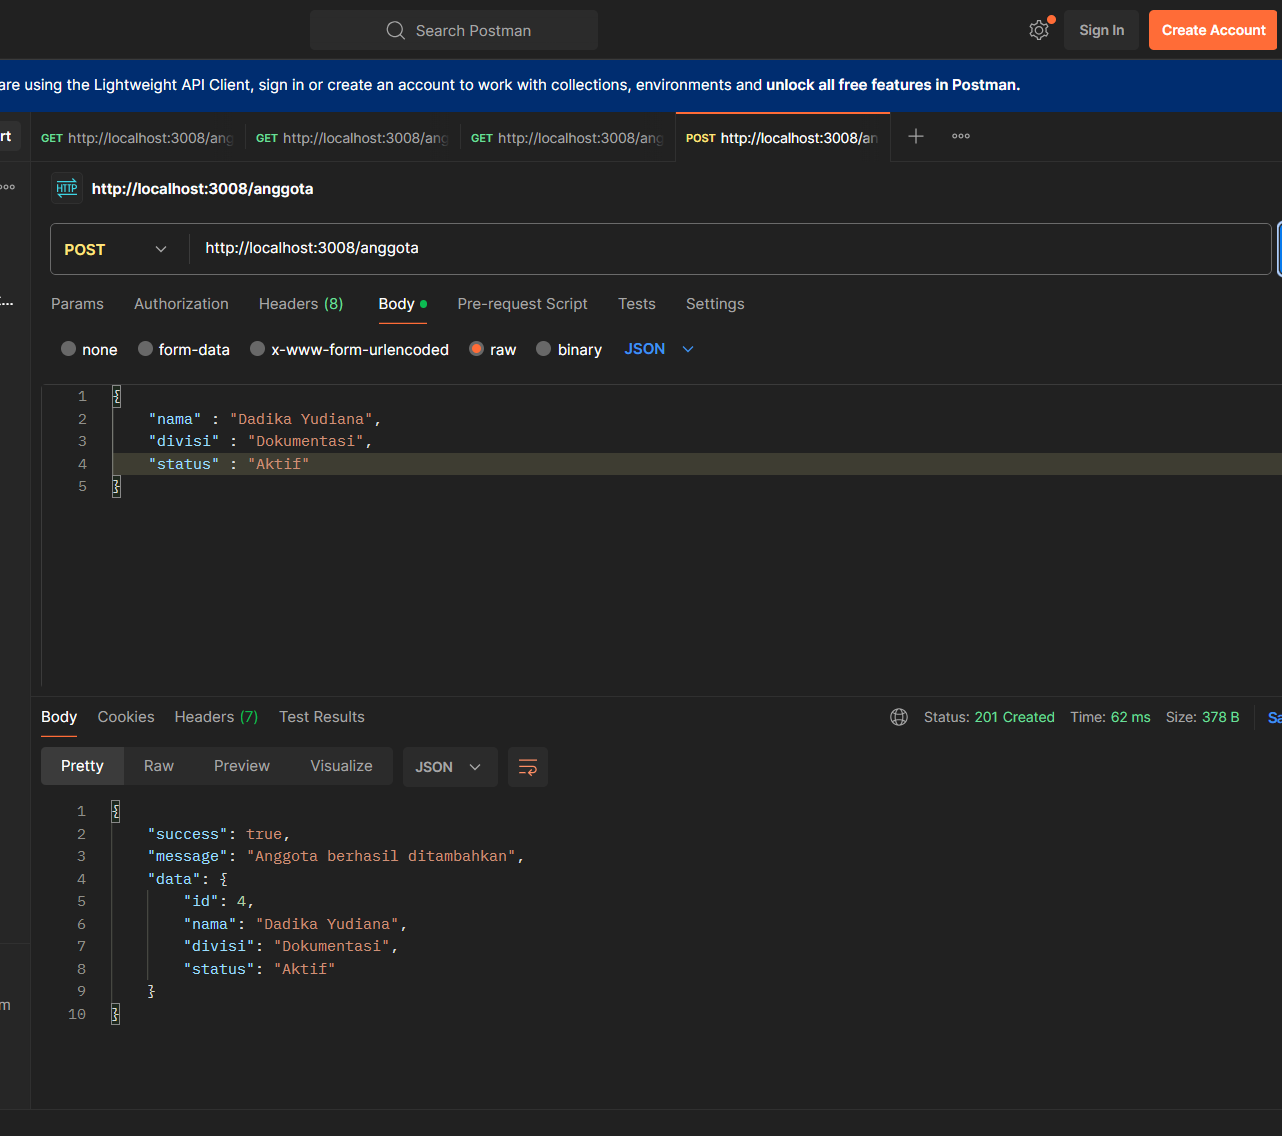 Search Postman
Sign In
Create Account
are using the Lightweight API Client, sign in or create an account to work with collections, environments and unlock all free features in Postman.
rt
GET http://localhost:3008/ang
GET http://localhost:3008/ang
GET http://localhost:3008/ang
POST http://localhost:3008/an
HTTP http://localhost:3008/anggota
POST http://localhost:3008/anggota
Params Authorization Headers (8) Body Pre-request Script Tests Settings
none form-data x-www-form-urlencoded raw binary JSON
1 {
2 "nama" : "Dadika Yudiana",
3 "divisi" : "Dokumentasi",
4 "status" : "Aktif"
5 }
Body Cookies Headers (7) Test Results
Status: 201 Created Time: 62 ms Size: 378 B Sa
Pretty Raw Preview Visualize JSON
1 {
2 "success": true,
3 "message": "Anggota berhasil ditambahkan",
4 "data": {
5 "id": 4,
6 "nama": "Dadika Yudiana",
7 "divisi": "Dokumentasi",
8 "status": "Aktif"
9 }
10 }
m